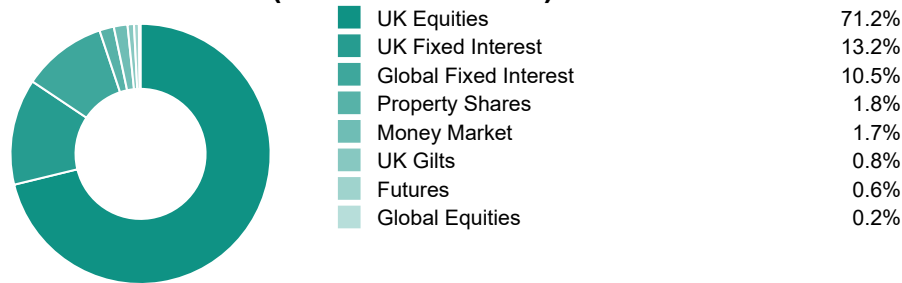 UK Equities 71.2%
UK Fixed Interest 13.2%
Global Fixed Interest 10.5%
Property Shares 1.8%
Money Market 1.7%
UK Gilts 0.8%
Futures 0.6%
Global Equities 0.2%